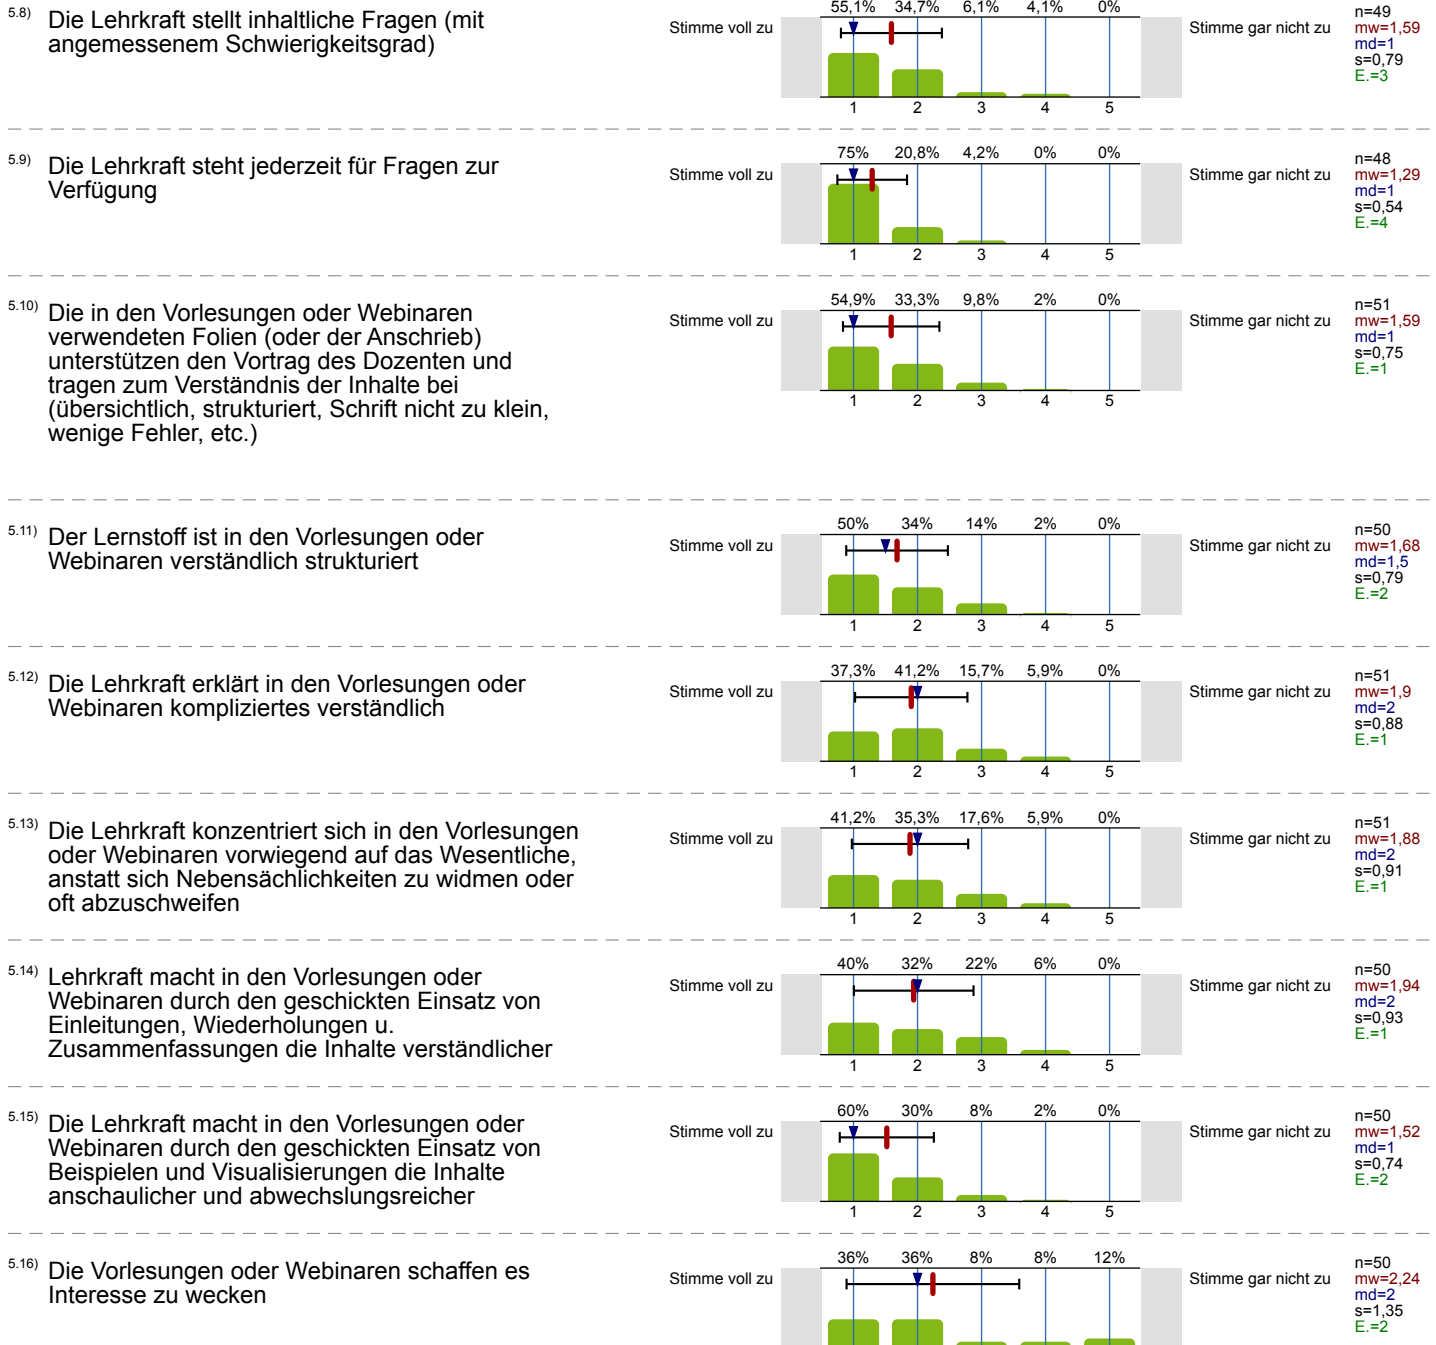 5.8) Die Lehrkraft stellt inhaltliche Fragen (mit
angemessenem Schwierigkeitsgrad)
Stimme voll zu
55,1% 34,7% 6,1% 4,1% 0%
1 2 3 4 5
Stimme gar nicht zu
n=49
mw=1,59
md=1
s=0,79
E.=3
5.9) Die Lehrkraft steht jederzeit für Fragen zur
Verfügung
Stimme voll zu
75% 20,8% 4,2% 0% 0%
1 2 3 4 5
Stimme gar nicht zu
n=48
mw=1,29
md=1
s=0,54
E.=4
5.10) Die in den Vorlesungen oder Webinaren
verwendeten Folien (oder der Anschrieb)
unterstützen den Vortrag des Dozenten und
tragen zum Verständnis der Inhalte bei
(übersichtlich, strukturiert, Schrift nicht zu klein,
wenige Fehler, etc.)
Stimme voll zu
54,9% 33,3% 9,8% 2% 0%
1 2 3 4 5
Stimme gar nicht zu
n=51
mw=1,59
md=1
s=0,75
E.=1
5.11) Der Lernstoff ist in den Vorlesungen oder
Webinaren verständlich strukturiert
Stimme voll zu
50% 34% 14% 2% 0%
1 2 3 4 5
Stimme gar nicht zu
n=50
mw=1,68
md=1,5
s=0,79
E.=2
5.12) Die Lehrkraft erklärt in den Vorlesungen oder
Webinaren kompliziertes verständlich
Stimme voll zu
37,3% 41,2% 15,7% 5,9% 0%
1 2 3 4 5
Stimme gar nicht zu
n=51
mw=1,9
md=2
s=0,88
E.=1
5.13) Die Lehrkraft konzentriert sich in den Vorlesungen
oder Webinaren vorwiegend auf das Wesentliche,
anstatt sich Nebensächlichkeiten zu widmen oder
oft abzuschweifen
Stimme voll zu
41,2% 35,3% 17,6% 5,9% 0%
1 2 3 4 5
Stimme gar nicht zu
n=51
mw=1,88
md=2
s=0,91
E.=1
5.14) Lehrkraft macht in den Vorlesungen oder
Webinaren durch den geschickten Einsatz von
Einleitungen, Wiederholungen u.
Zusammenfassungen die Inhalte verständlicher
Stimme voll zu
40% 32% 22% 6% 0%
1 2 3 4 5
Stimme gar nicht zu
n=50
mw=1,94
md=2
s=0,93
E.=1
5.15) Die Lehrkraft macht in den Vorlesungen oder
Webinaren durch den geschickten Einsatz von
Beispielen und Visualisierungen die Inhalte
anschaulicher und abwechslungsreicher
Stimme voll zu
60% 30% 8% 2% 0%
1 2 3 4 5
Stimme gar nicht zu
n=50
mw=1,52
md=1
s=0,74
E.=2
5.16) Die Vorlesungen oder Webinaren schaffen es
Interesse zu wecken
Stimme voll zu
36% 36% 8% 8% 12%
Stimme gar nicht zu
n=50
mw=2,24
md=2
s=1,35
E.=2